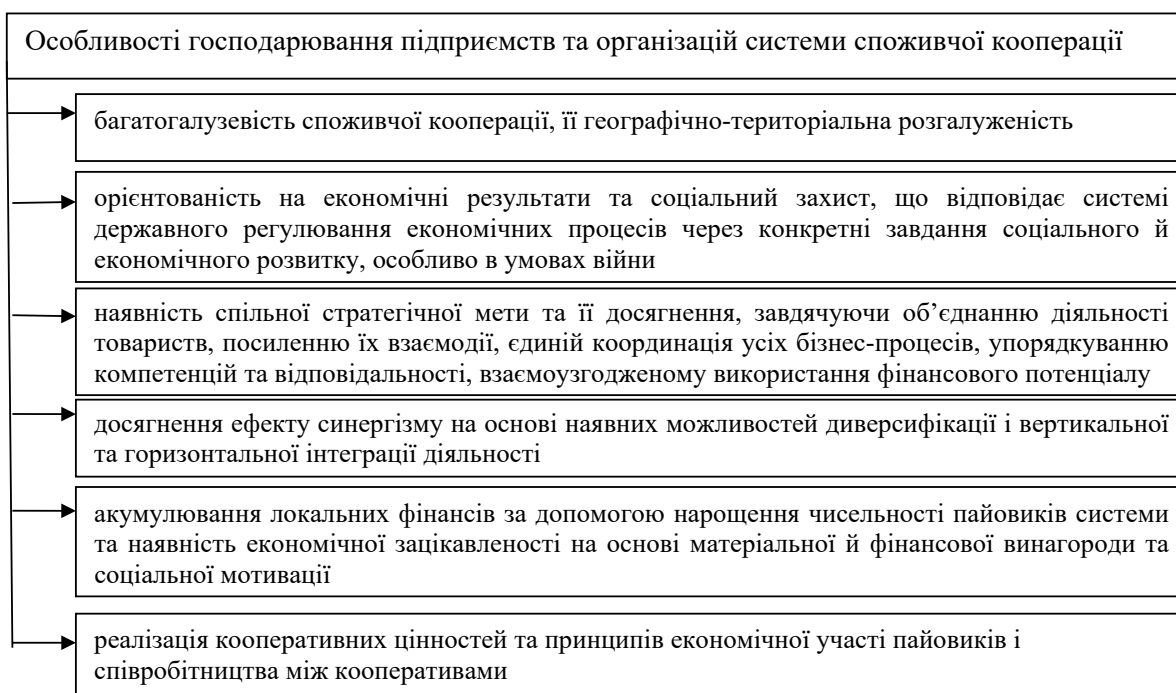 Особливості господарювання підприємств та організацій системи споживчої кооперації
багатогалузевість споживчої кооперації, її географічно-територіальна розгалуженість
орієнтованість на економічні результати та соціальний захист, що відповідає системі
державного регулювання економічних процесів через конкретні завдання соціального й
економічного розвитку, особливо в умовах війни
наявність спільної стратегічної мети та її досягнення, завдячуючи об’єднанню діяльності
товариств, посиленню їх взаємодії, єдиній координація усіх бізнес-процесів, упорядкуванню
компетенцій та відповідальності, взаємоузгодженому використання фінансового потенціалу
досягнення ефекту синергізму на основі наявних можливостей диверсифікації і вертикальної
та горизонтальної інтеграції діяльності
акумулювання локальних фінансів за допомогою нарощення чисельності пайовиків системи
та наявність економічної зацікавленості на основі матеріальної й фінансової винагороди та
соціальної мотивації
реалізація кооперативних цінностей та принципів економічної участі пайовиків і
співробітництва між кооперативами